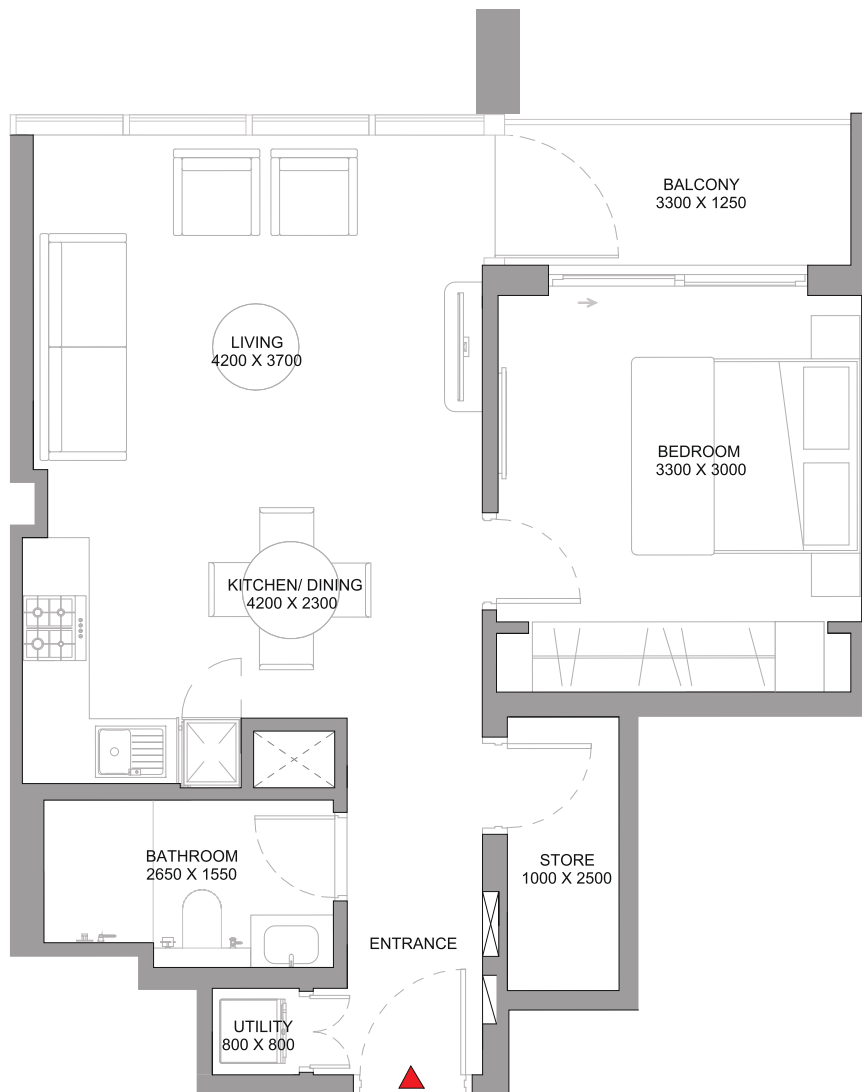 BALCONY
3300 X 1250
LIVING
4200 X 3700
BEDROOM
3300 X 3000
KITCHEN/ DINING
4200 X 2300
BATHROOM
2650 X 1550
STORE
1000 X 2500
ENTRANCE
UTILITY
800 X 800